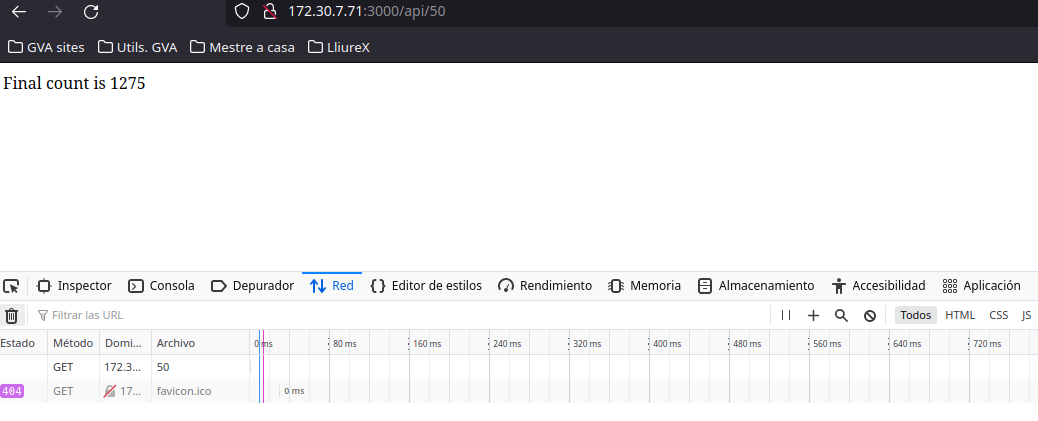 172.30.7.71:3000/api/50
GVA sites Utils. GVA Mestre a casa LliureX
Final count is 1275
Inspector Consola Depurador Red Editor de estilos Rendimiento Memoria Almacenamiento Accesibilidad Aplicación
Filtrar las URL Todos HTML CSS JS
Estado Método Domi... Archivo 0 ms 80 ms 160 ms 240 ms 320 ms 400 ms 480 ms 560 ms 640 ms 720 ms
GET 172.3... 50
404 GET 17... favicon.ico 0 ms